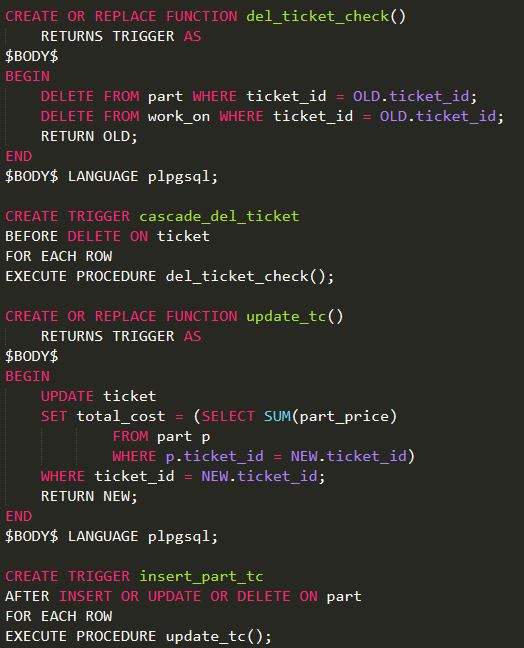 CREATE OR REPLACE FUNCTION del_ticket_check()
    RETURNS TRIGGER AS
$BODY$
BEGIN
    DELETE FROM part WHERE ticket_id = OLD.ticket_id;
    DELETE FROM work_on WHERE ticket_id = OLD.ticket_id;
    RETURN OLD;
END
$BODY$ LANGUAGE plpgsql;

CREATE TRIGGER cascade_del_ticket
BEFORE DELETE ON ticket
FOR EACH ROW
EXECUTE PROCEDURE del_ticket_check();

CREATE OR REPLACE FUNCTION update_tc()
    RETURNS TRIGGER AS
$BODY$
BEGIN
    UPDATE ticket
    SET total_cost = (SELECT SUM(part_price)
            FROM part p
            WHERE p.ticket_id = NEW.ticket_id)
    WHERE ticket_id = NEW.ticket_id;
    RETURN NEW;
END
$BODY$ LANGUAGE plpgsql;

CREATE TRIGGER insert_part_tc
AFTER INSERT OR UPDATE OR DELETE ON part
FOR EACH ROW
EXECUTE PROCEDURE update_tc();